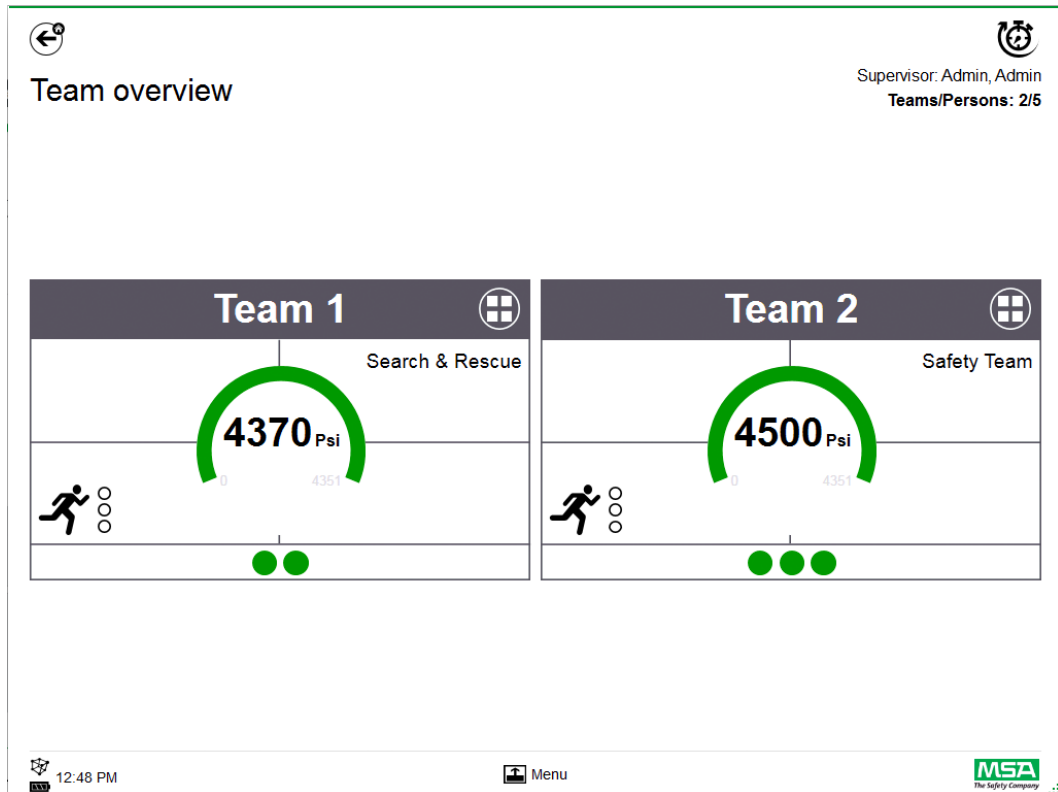 Team overview
Supervisor: Admin, Admin
Teams/Persons: 2/5
Team 1
Search & Rescue
4370 Psi
0 4351
Team 2
Safety Team
4500 Psi
0 4351
12:48 PM
Menu
MSA
The Safety Company